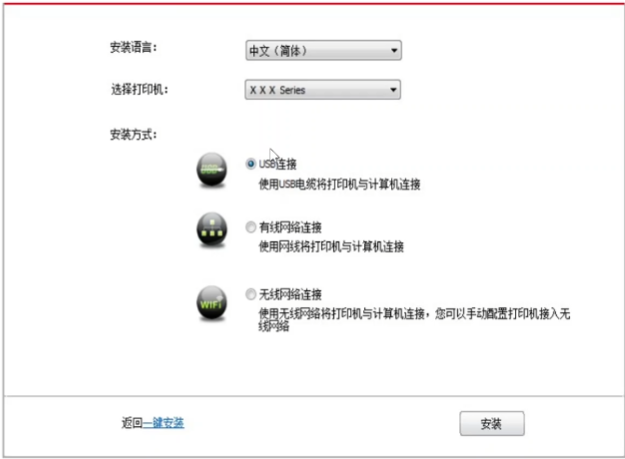 安装语言：
中文（简体）
选择打印机：
X X X Series
安装方式：
USB连接
使用USB电缆将打印机与计算机连接
有线网络连接
使用网线将打印机与计算机连接
WiFi
无线网络连接
使用无线网络将打印机与计算机连接，您可以手动配置打印机接入无
线网络
返回一键安装
安装